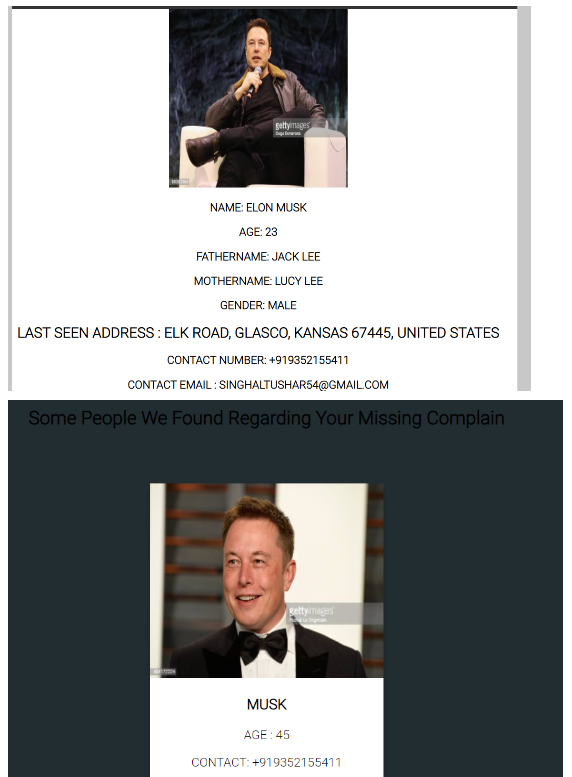 gettyimages
NAME: ELON MUSK
AGE: 23
FATHERNAME: JACK LEE
MOTHERNAME: LUCY LEE
GENDER: MALE
LAST SEEN ADDRESS : ELK ROAD, GLASCO, KANSAS 67445, UNITED STATES
CONTACT NUMBER: +919352155411
CONTACT EMAIL : SINGHALTUSHAR54@GMAIL.COM
Some People We Found Regarding Your Missing Complain
gettyimages
MUSK
AGE : 45
CONTACT: +919352155411